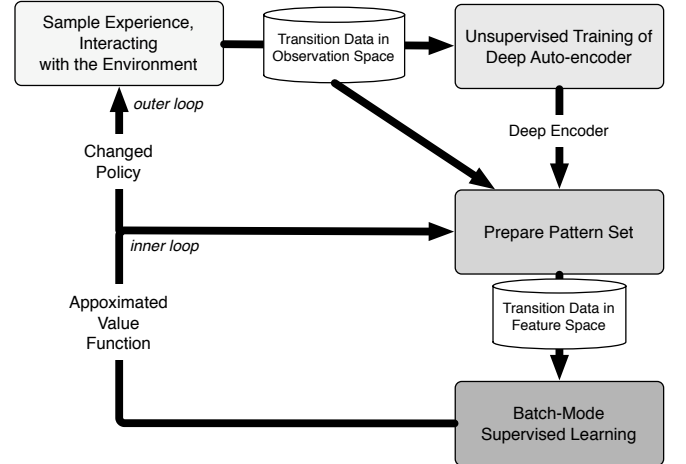 Sample Experience,
Interacting
with the Environment
Transition Data in
Observation Space
Unsupervised Training of
Deep Auto-encoder
outer loop
Deep Encoder
Changed
Policy
Prepare Pattern Set
inner loop
Appoximated
Value
Function
Transition Data in
Feature Space
Batch-Mode
Supervised Learning